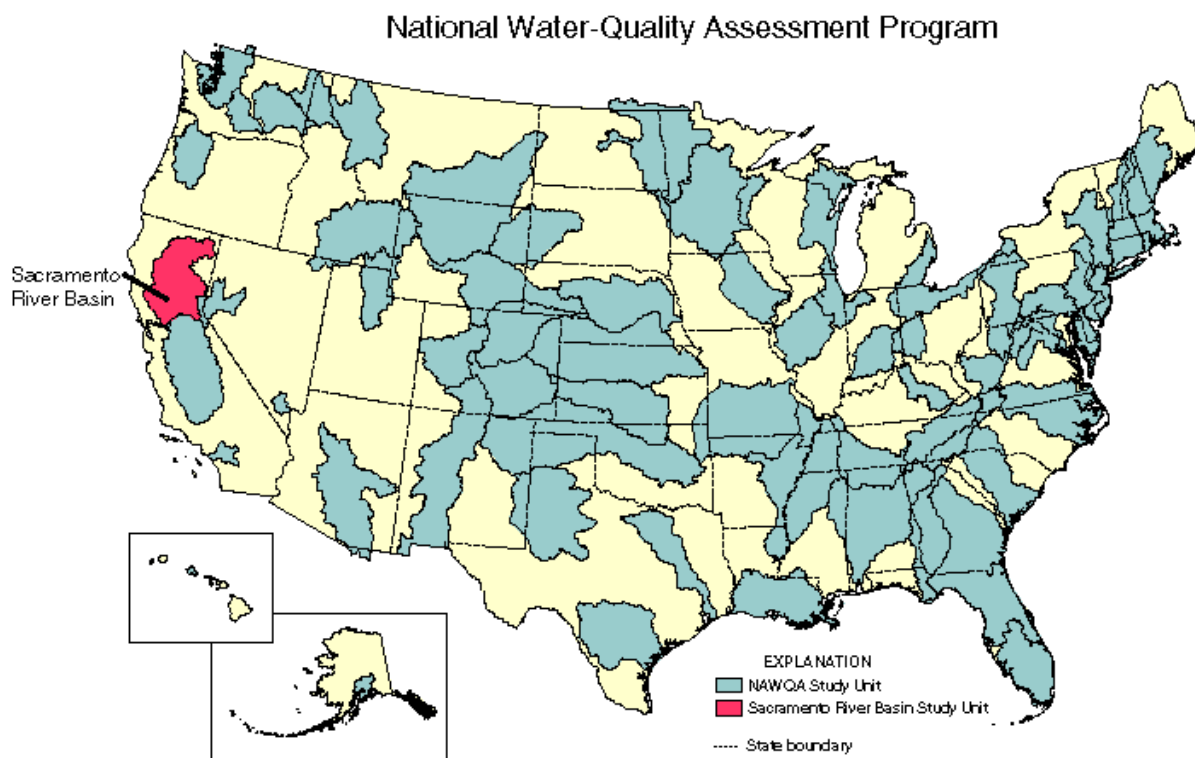 National Water-Quality Assessment Program
Sacramento
River Basin
EXPLANATION
NAWQA Study Unit
Sacramento River Basin Study Unit
State boundary